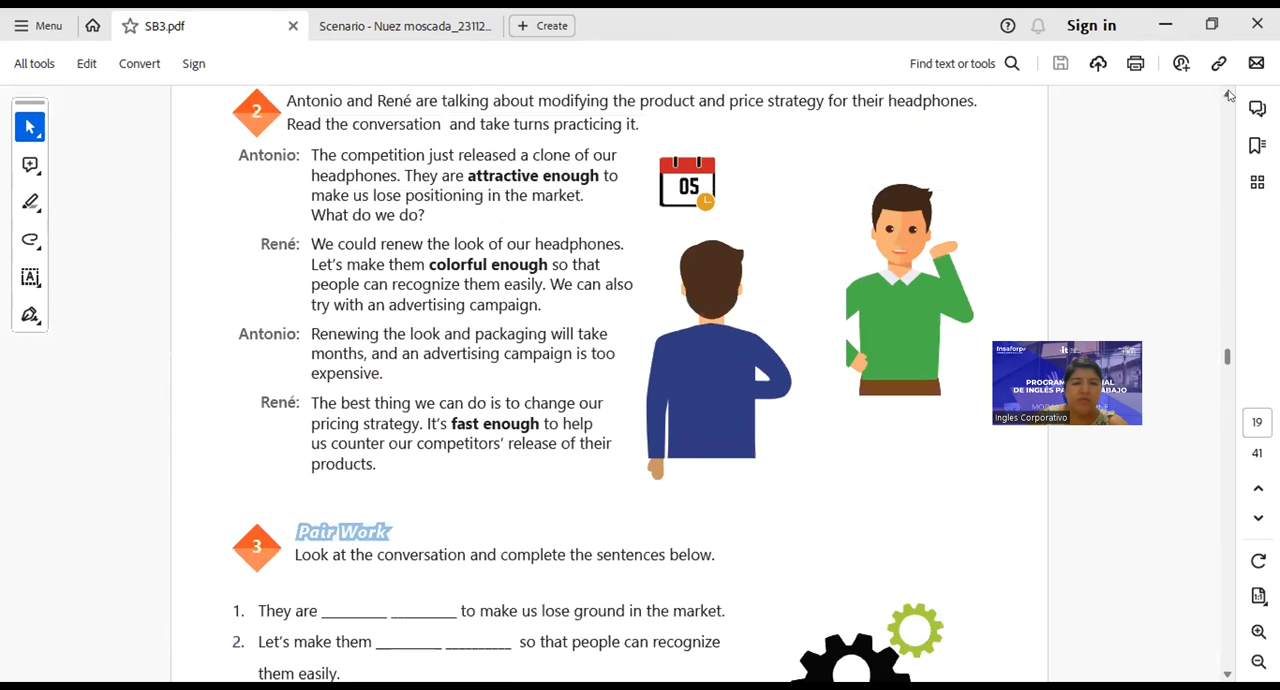 Menu
SB3.pdf
Scenario - Nuez moscada_23112...
Create
Sign in
All tools
Edit
Convert
Sign
Find text or tools
2
Antonio and René are talking about modifying the product and price strategy for their headphones.
Read the conversation and take turns practicing it.
Antonio: The competition just released a clone of our
headphones. They are attractive enough to
make us lose positioning in the market.
What do we do?
05
René: We could renew the look of our headphones.
Let's make them colorful enough so that
people can recognize them easily. We can also
try with an advertising campaign.
Antonio: Renewing the look and packaging will take
months, and an advertising campaign is too
expensive.
René: The best thing we can do is to change our
pricing strategy. It's fast enough to help
us counter our competitors' release of their
products.
Ingles Corporativo
19
41
3
Pair Work
Look at the conversation and complete the sentences below.
1. They are ________ ________ to make us lose ground in the market.
2. Let's make them ________ ________ so that people can recognize
them easily.